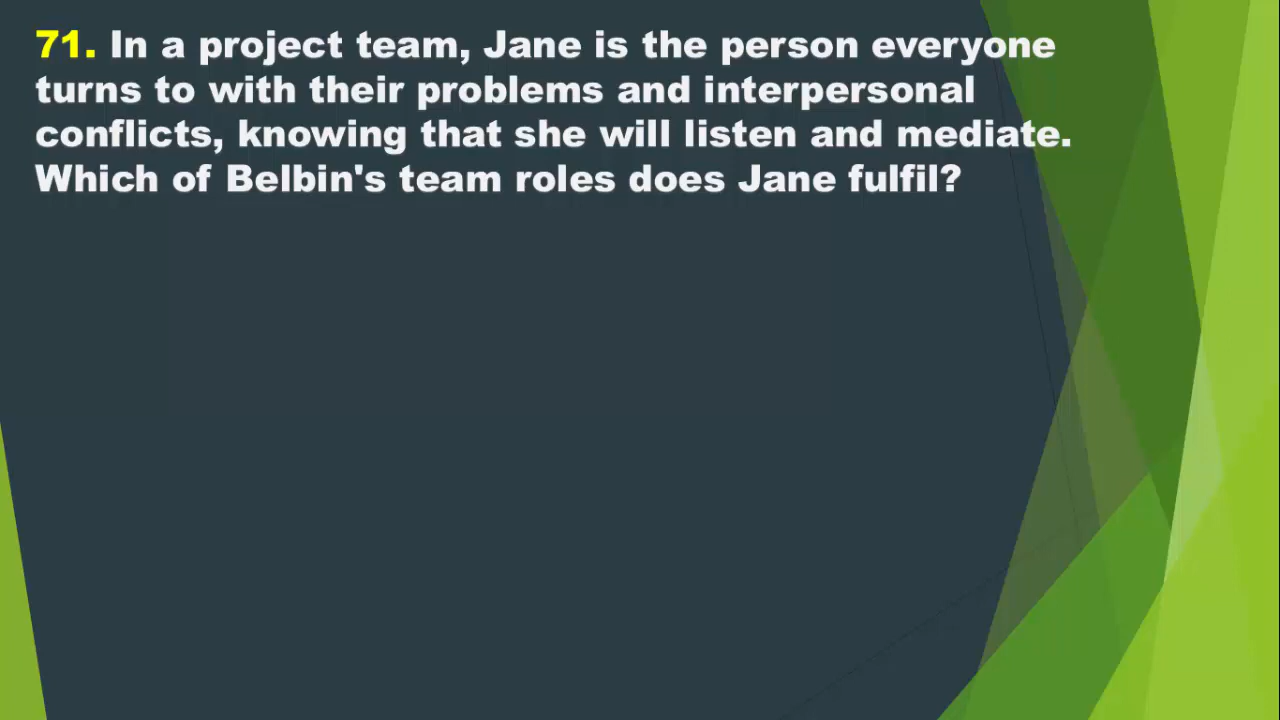 71. In a project team, Jane is the person everyone
turns to with their problems and interpersonal
conflicts, knowing that she will listen and mediate.
Which of Belbin's team roles does Jane fulfil?